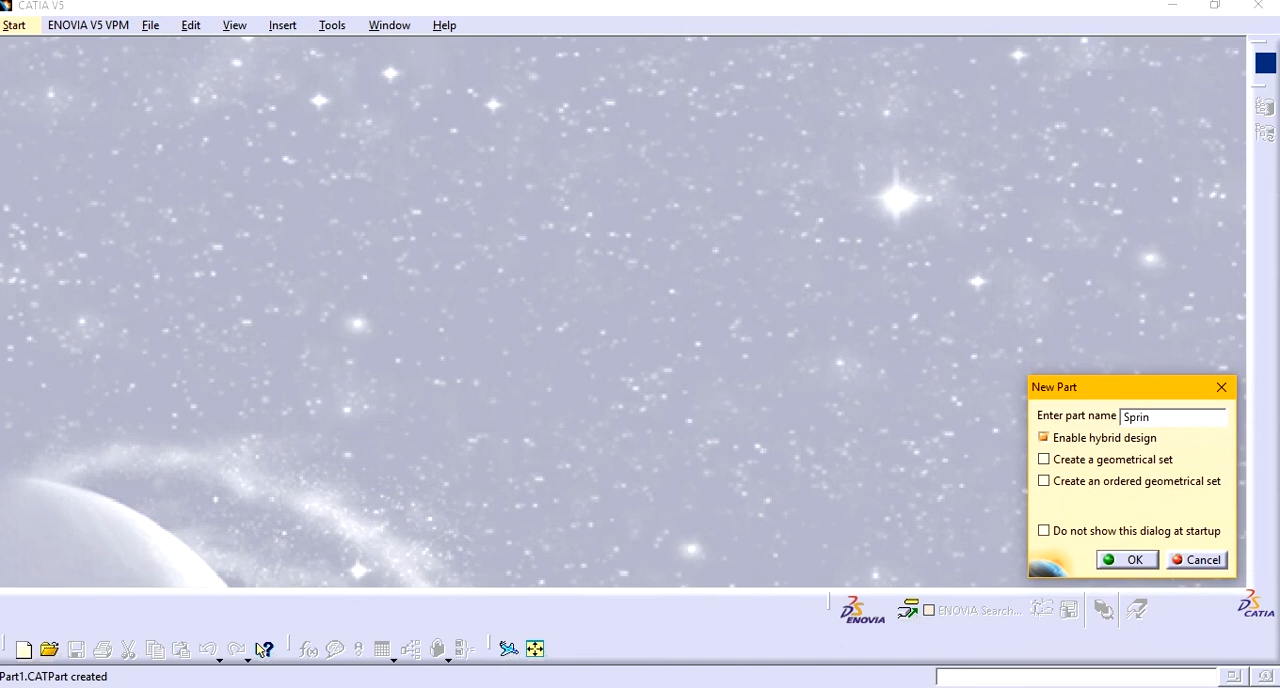 CATIA V5
Start ENOVIA V5 VPM File Edit View Insert Tools Window Help
New Part
Enter part name Sprin
Enable hybrid design
Create a geometrical set
Create an ordered geometrical set
Do not show this dialog at startup
OK Cancel
ENOVIA
ENOVIA Search...
CATIA
f(x)
Part1.CATPart created